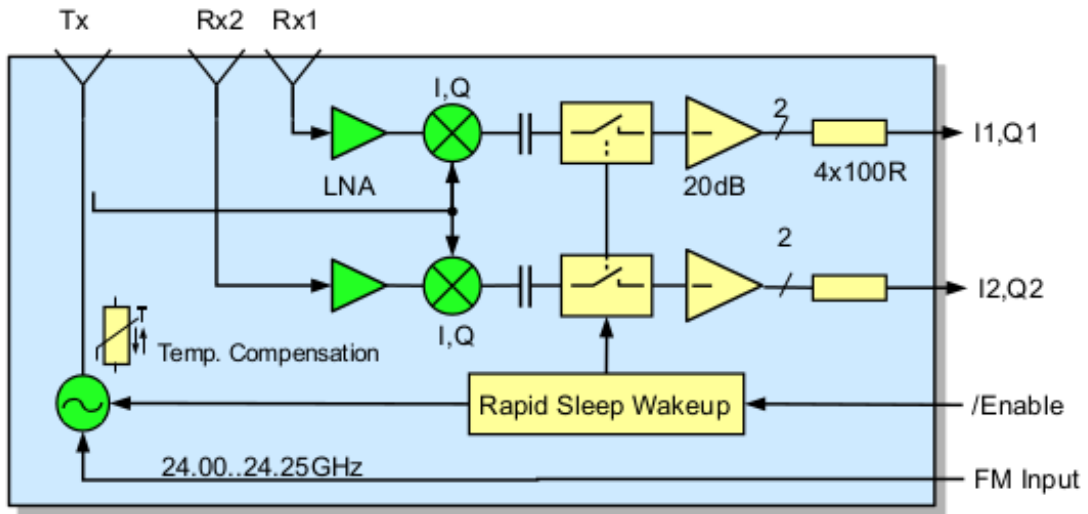 Tx
Rx2
Rx1
I,Q
2
I1,Q1
LNA
20dB
4x100R
2
I2,Q2
I,Q
T
Temp. Compensation
Rapid Sleep Wakeup
/Enable
24.00..24.25GHz
FM Input